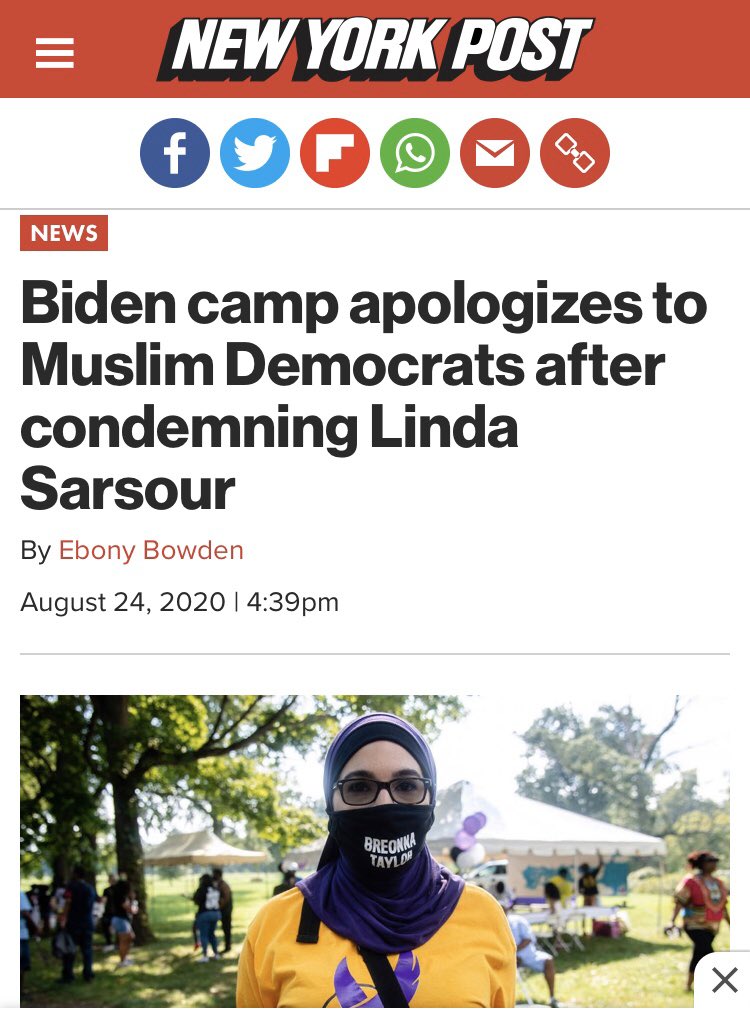 NEW YORK POST
NEWS
Biden camp apologizes to
Muslim Democrats after
condemning Linda
Sarsour
By Ebony Bowden
August 24, 2020 | 4:39pm
BREONNA
TAYLOR